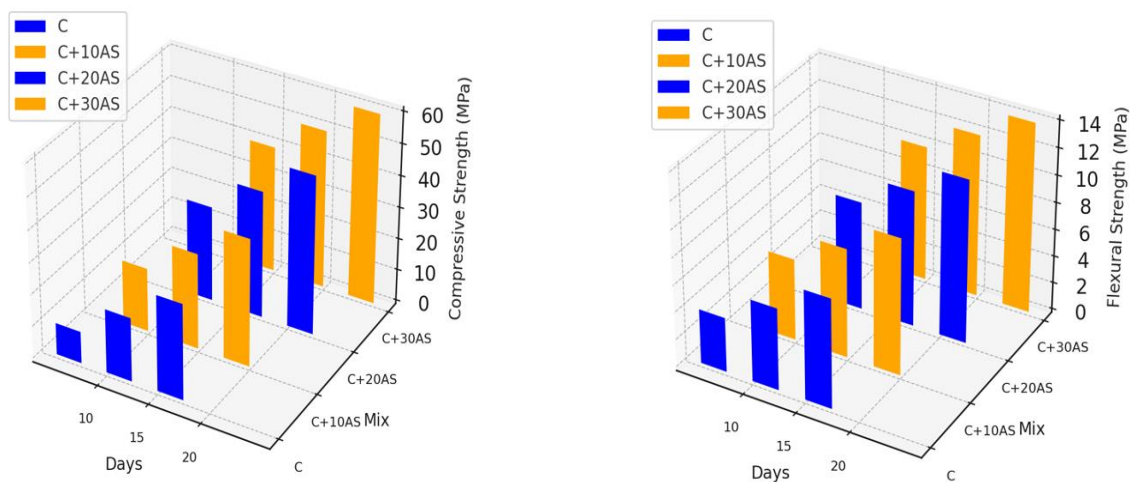 C
C+10AS
C+20AS
C+30AS
60
50
40
30
20
10
0
Compressive Strength (MPa)
10
15
20
Days
C
C+10AS
C+20AS
C+30AS
Mix
C
C+10AS
C+20AS
C+30AS
14
12
10
8
6
4
2
0
Flexural Strength (MPa)
10
15
20
Days
C
C+10AS
C+20AS
C+30AS
Mix